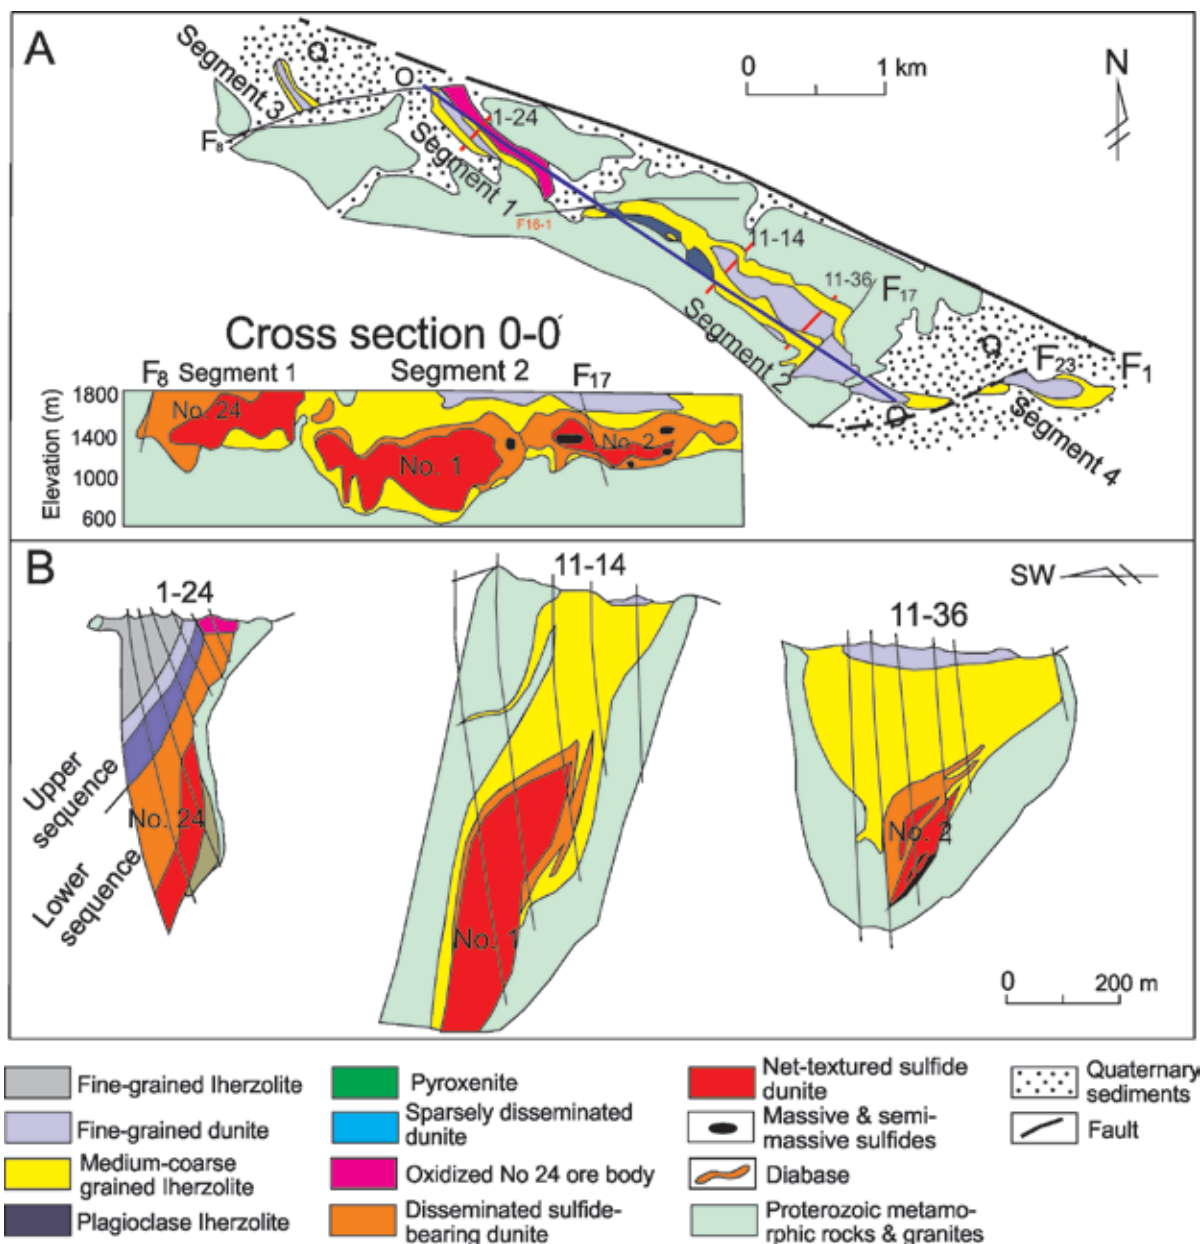 A
Segment 3
Q
O
F8
1-24
Segment 1
F16-1
0 1 km
N
11-14
11-36
F17
Segment 2
Q
F23
F1
Segment 4
Cross section 0-0'
F8 Segment 1 Segment 2 F17
Elevation (m)
1800
1400
1000
600
No. 24
No. 1
No. 2
B
1-24
11-14
11-36
SW
Upper sequence
Lower sequence
No. 24
No. 1
No. 2
0 200 m
Fine-grained lherzolite
Fine-grained dunite
Medium-coarse
grained lherzolite
Plagioclase lherzolite
Pyroxenite
Sparsely disseminated
dunite
Oxidized No 24 ore body
Disseminated sulfide-
bearing dunite
Net-textured sulfide
dunite
Massive & semi-
massive sulfides
Diabase
Proterozoic metamo-
rphic rocks & granites
Quaternary
sediments
Fault